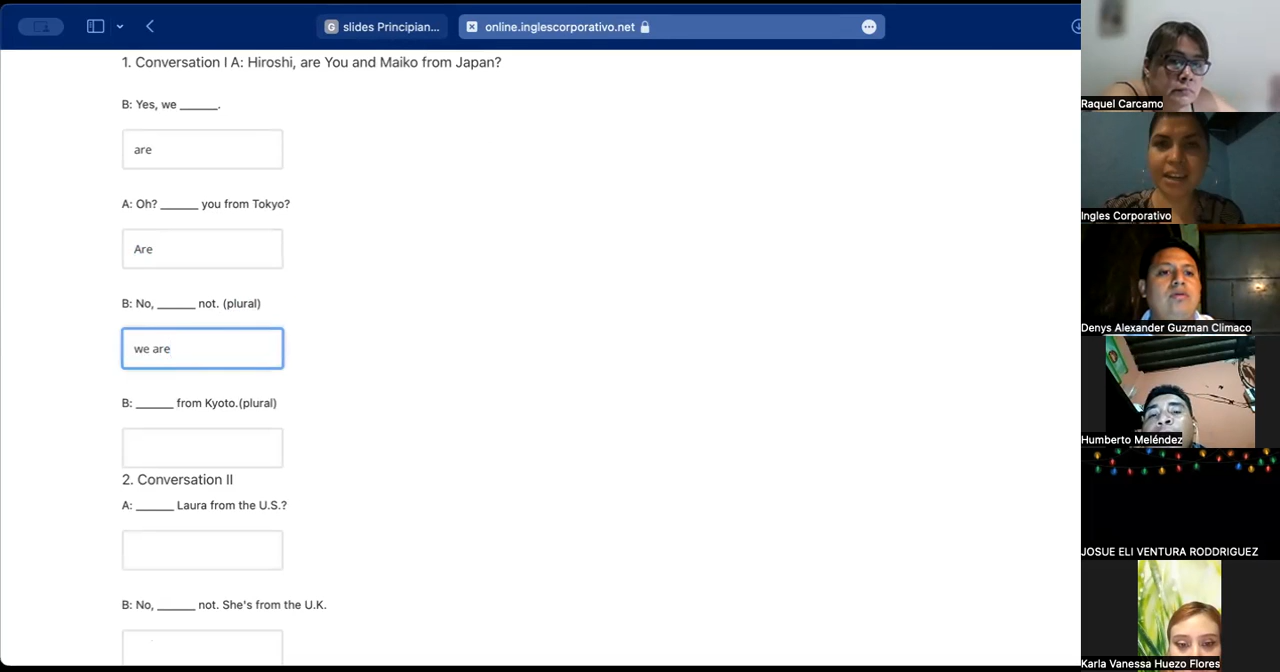 slides Principian...
online.inglescorporativo.net
1. Conversation I A: Hiroshi, are You and Maiko from Japan?
B: Yes, we ______.
are
A: Oh? ______ you from Tokyo?
Are
B: No, ______ not. (plural)
we are
B: ______ from Kyoto.(plural)
2. Conversation II
A: ______ Laura from the U.S.?
B: No, ______ not. She's from the U.K.
Raquel Carcamo
Ingles Corporativo
Denys Alexander Guzman Climaco
Humberto Meléndez
JOSUE ELI VENTURA RODDRIGUEZ
Karla Vanessa Huezo Flores